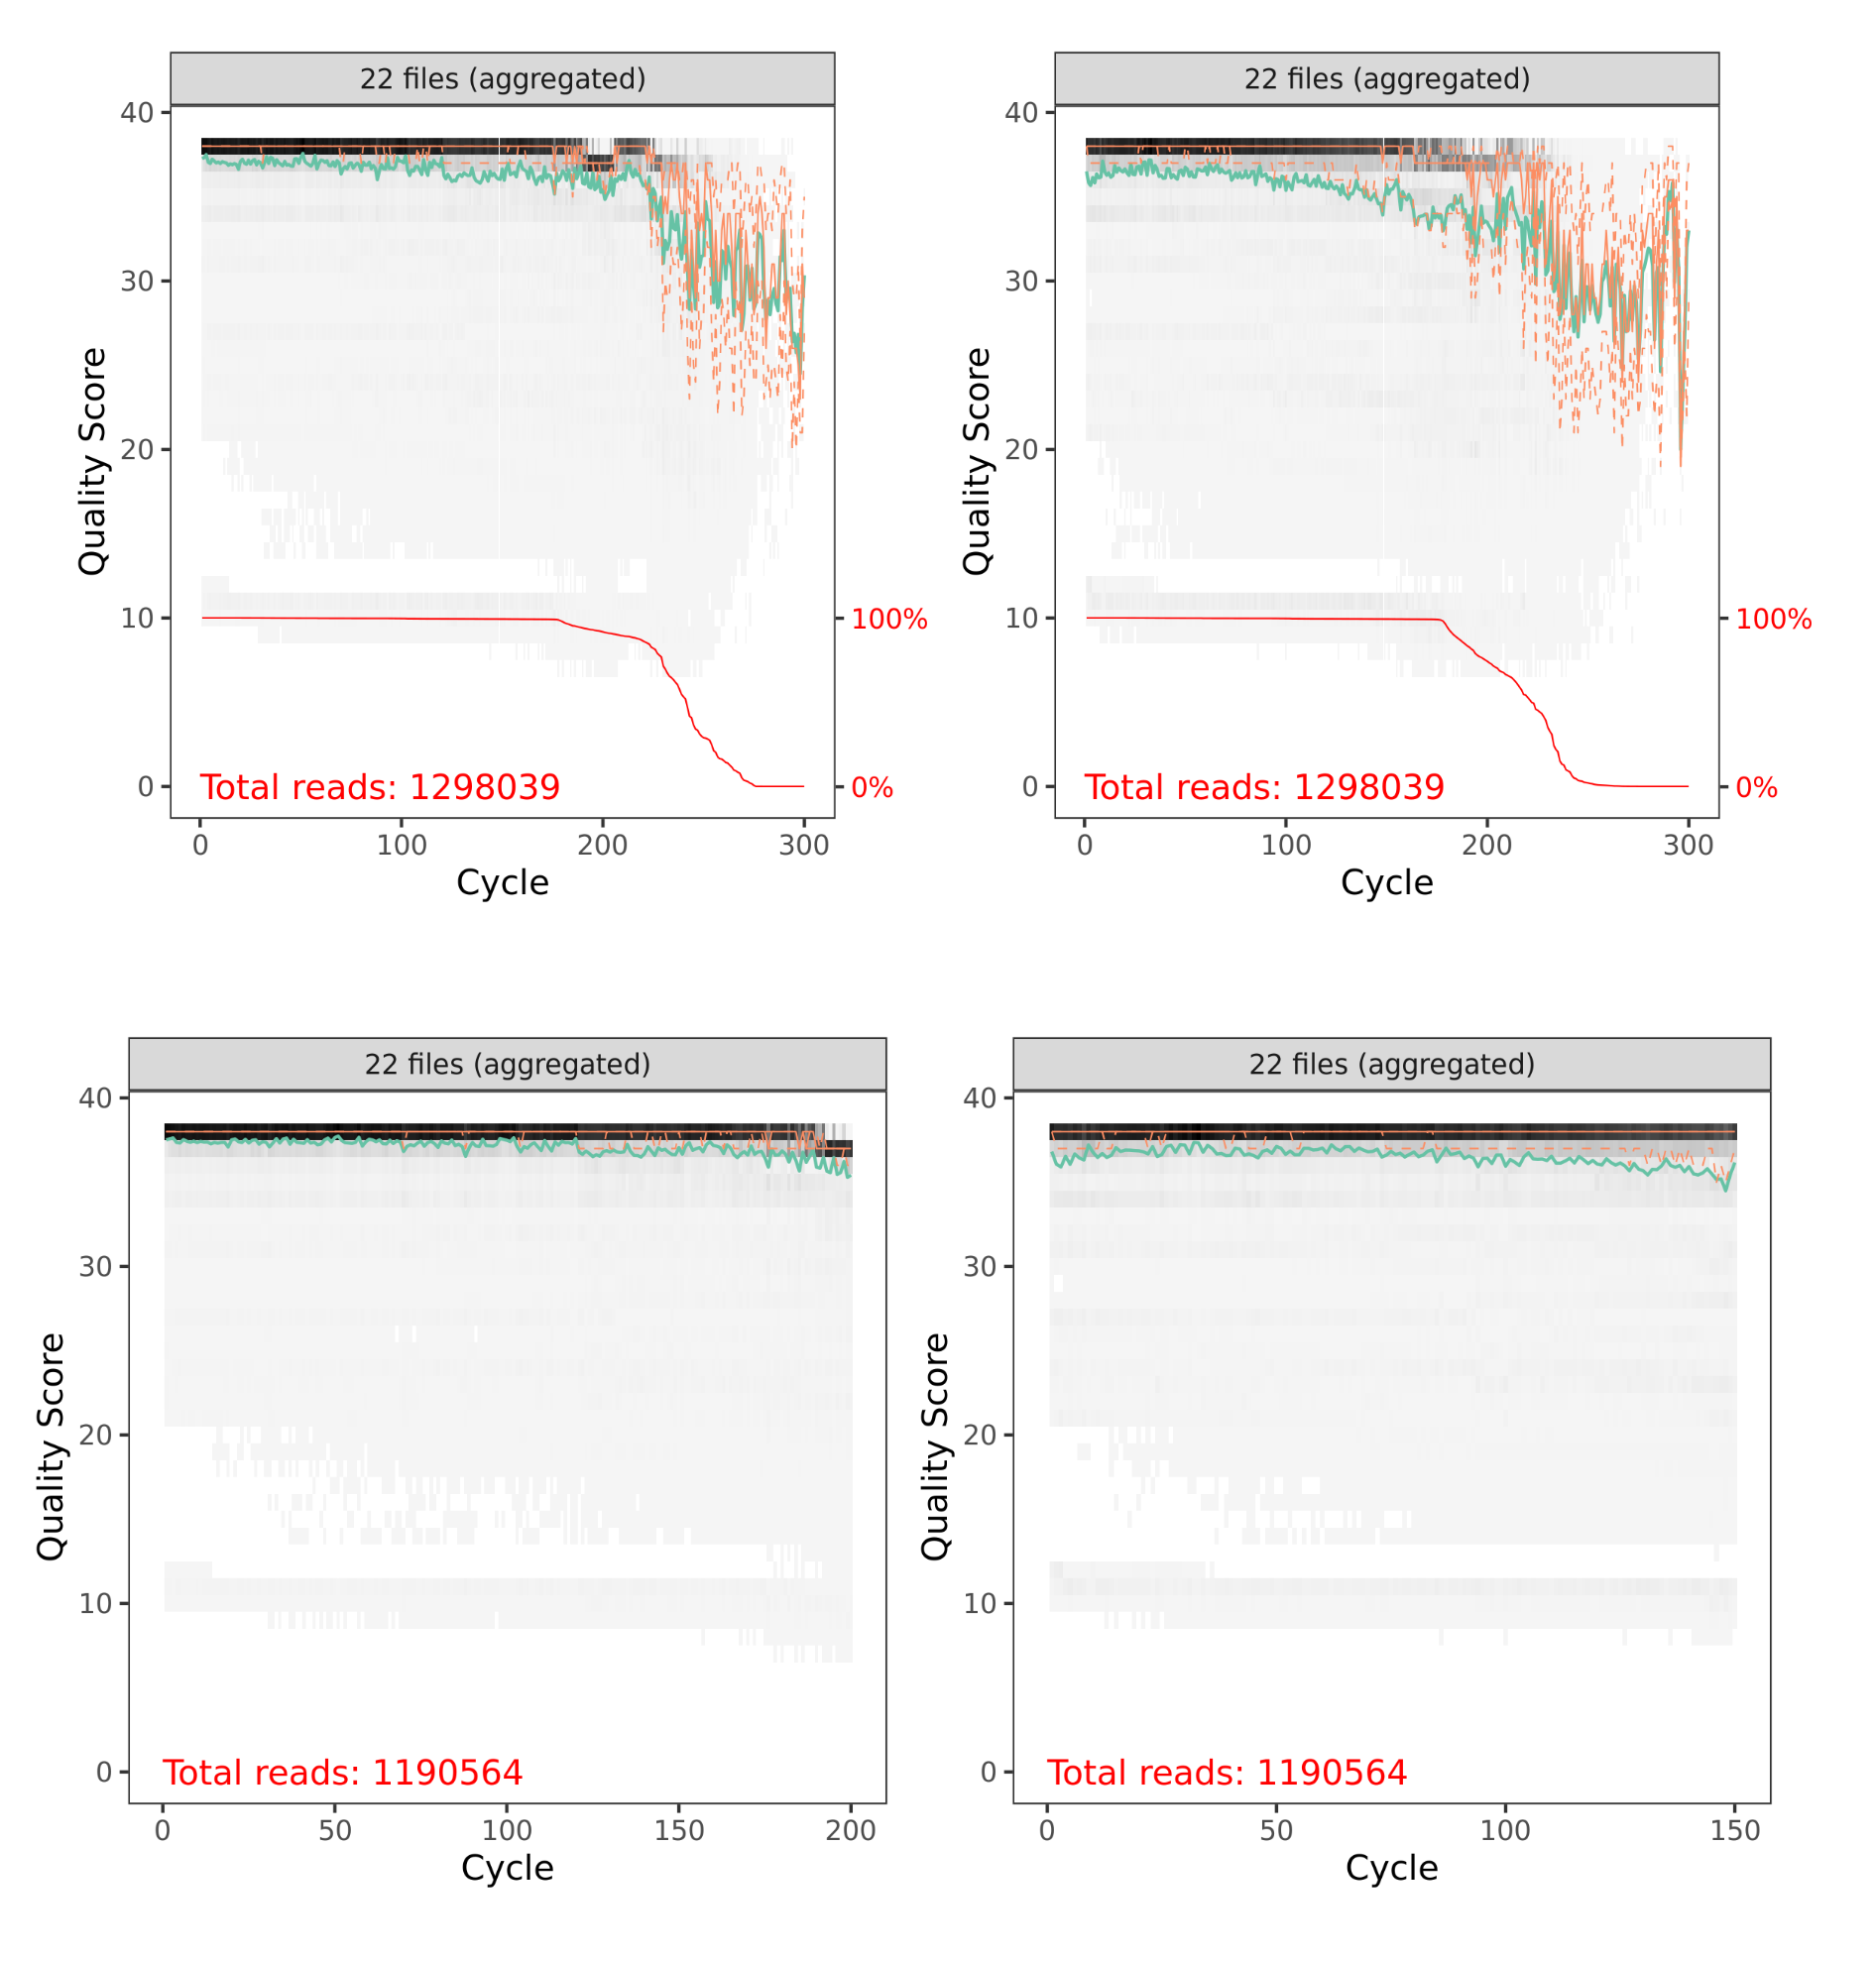 22 files (aggregated)
22 files (aggregated)
40
30
20
10
0
Quality Score
100%
0%
Total reads: 1298039
0 100 200 300
Cycle
40
30
20
10
0
Quality Score
100%
0%
Total reads: 1298039
0 100 200 300
Cycle
22 files (aggregated)
22 files (aggregated)
40
30
20
10
0
Quality Score
Total reads: 1190564
0 50 100 150 200
Cycle
40
30
20
10
0
Quality Score
Total reads: 1190564
0 50 100 150
Cycle